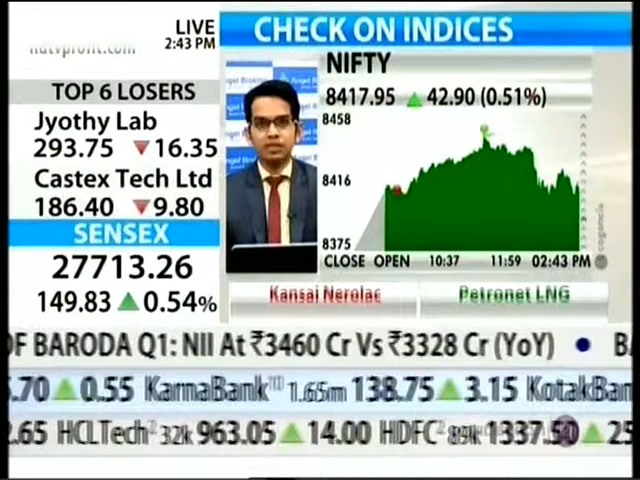 LIVE
2:43 PM
ndtvprofit.com
CHECK ON INDICES
TOP 6 LOSERS
Jyothy Lab
293.75 ▼ 16.35
Castex Tech Ltd
186.40 ▼ 9.80
SENSEX
27713.26
149.83 ▲ 0.54%
NIFTY
8417.95 ▲ 42.90 (0.51%)
8458
8416
8375
CLOSE OPEN 10:37 11:59 02:43 PM
cogencis
Kansai Nerolac Petronet LNG
OF BARODA Q1: NII At ₹3460 Cr Vs ₹3328 Cr (YoY) ● BA
.70 ▲ 0.55 KarnaBank 1.65m 138.75 ▲ 3.15 KotakBan
.65 HCLTech² 32k 963.05 ▲ 14.00 HDFC² 89k 1337.50 ▲ 25